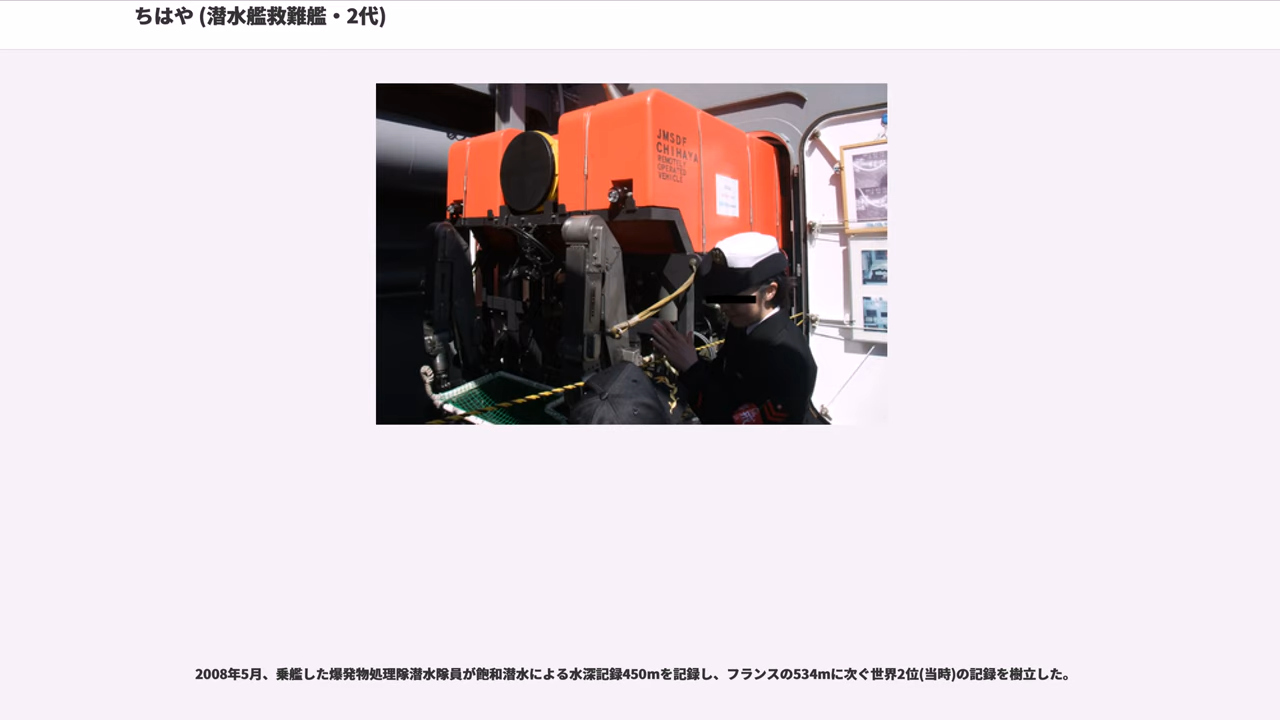 ちはや (潜水艦救難艦・2代)
JMSDF
CHIHAYA
REMOTELY
OPERATED
VEHICLE
2008年5月、乗艦した爆発物処理隊潜水隊員が飽和潜水による水深記録450mを記録し、フランスの534mに次ぐ世界2位(当時)の記録を樹立した。